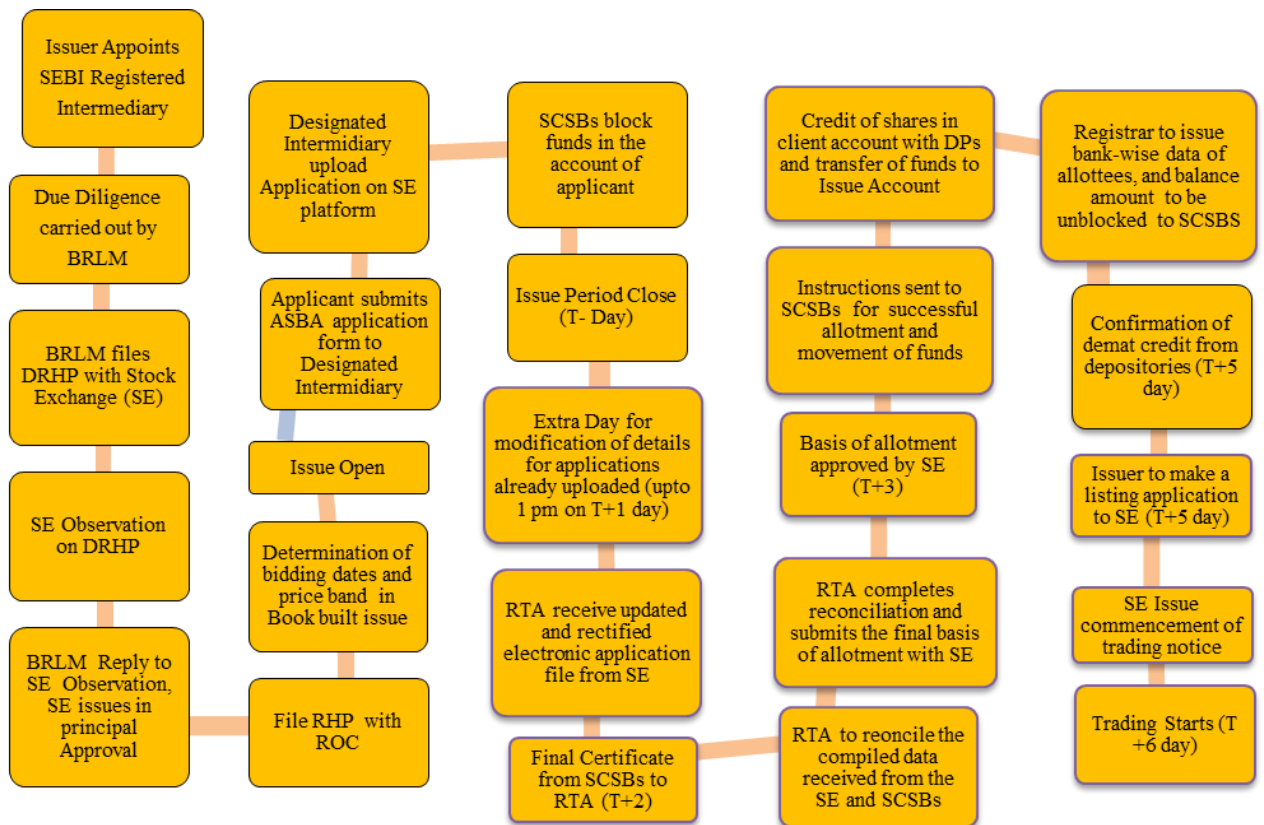 Issuer Appoints
SEBI Registered
Intermediary
Due Diligence
carried out by
BRLM
BRLM files
DRHP with Stock
Exchange (SE)
SE Observation
on DRHP
BRLM Reply to
SE Observation,
SE issues in
principal
Approval
File RHP with
ROC
Determination of
bidding dates and
price band in
Book built issue
Issue Open
Applicant submits
ASBA application
form to
Designated
Intermidiary
Designated
Intermidiary
upload
Application on SE
platform
SCSBs block
funds in the
account of
applicant
Issue Period Close
(T- Day)
Extra Day for
modification of details
for applications
already uploaded (upto
1 pm on T+1 day)
RTA receive updated
and rectified
electronic application
file from SE
Final Certificate
from SCSBs to
RTA (T+2)
RTA to reconcile the
compiled data
received from the
SE and SCSBs
RTA completes
reconciliation and
submits the final basis
of allotment with SE
Basis of allotment
approved by SE
(T+3)
Instructions sent to
SCSBs for successful
allotment and
movement of funds
Credit of shares in
client account with DPs
and transfer of funds to
Issue Account
Registrar to issue
bank-wise data of
allottees, and balance
amount to be
unblocked to SCSBS
Confirmation of
demat credit from
depositories (T+5
day)
Issuer to make a
listing application
to SE (T+5 day)
SE Issue
commencement of
trading notice
Trading Starts (T
+6 day)